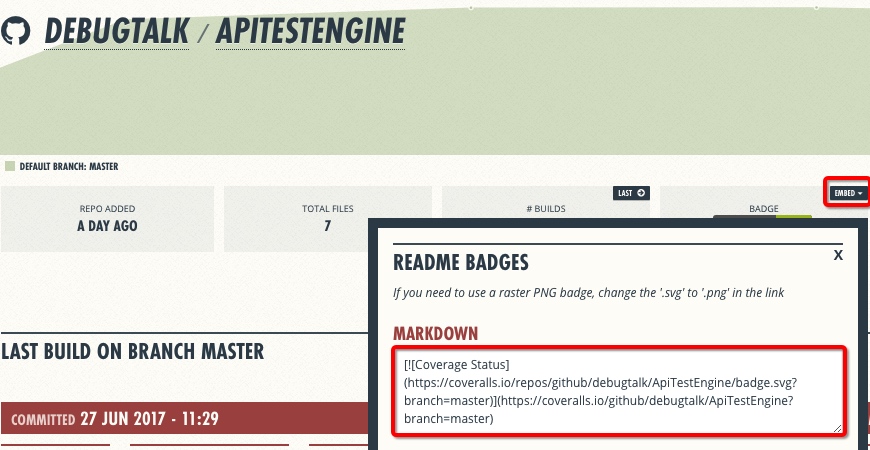 DEBUGTALK / APITESTENGINE
DEFAULT BRANCH: MASTER
LAST
EMBED
REPO ADDED
A DAY AGO
TOTAL FILES
7
# BUILDS
BADGE
README BADGES
X
If you need to use a raster PNG badge, change the '.svg' to '.png' in the link
MARKDOWN
[![Coverage Status]
(https://coveralls.io/repos/github/debugtalk/ApiTestEngine/badge.svg?
branch=master)](https://coveralls.io/github/debugtalk/ApiTestEngine?
branch=master)
LAST BUILD ON BRANCH MASTER
COMMITTED 27 JUN 2017 - 11:29